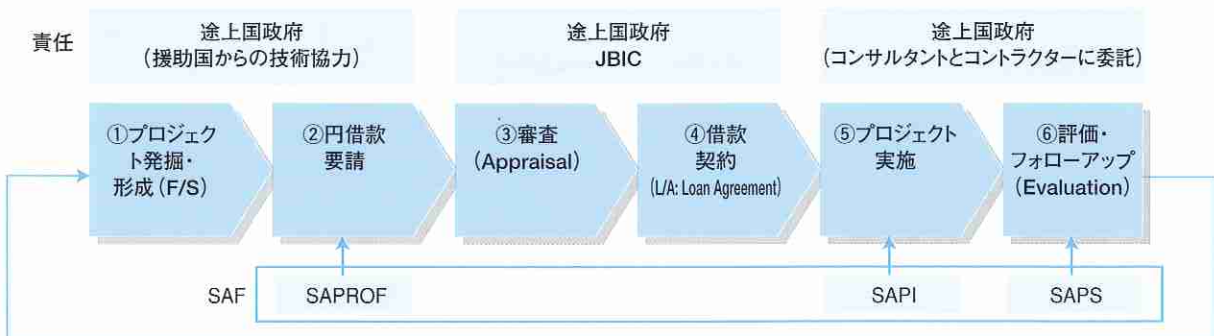 責任
途上国政府
（援助国からの技術協力）
途上国政府
JBIC
途上国政府
（コンサルタントとコントラクターに委託）
①プロジェク
ト発掘・
形成（F/S）
②円借款
要請
③審査
（Appraisal）
④借款
契約
（L/A: Loan Agreement）
⑤プロジェクト
実施
⑥評価・
フォローアップ
（Evaluation）
SAF
SAPROF
SAPI
SAPS